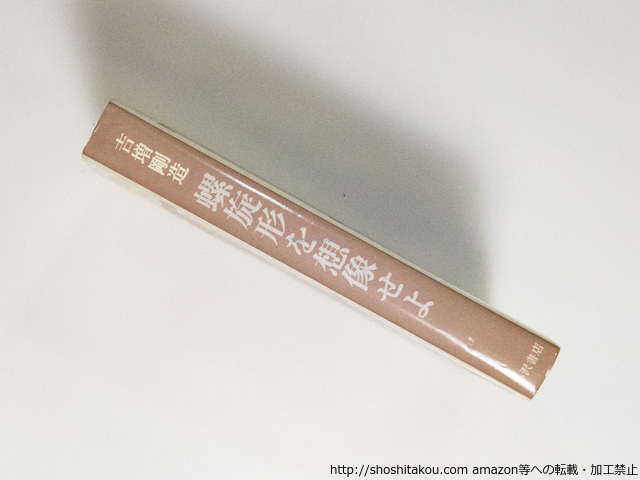 吉増剛造
螺旋形を想像せよ
沢書店
http://shoshitakou.com amazon等への転載・加工禁止